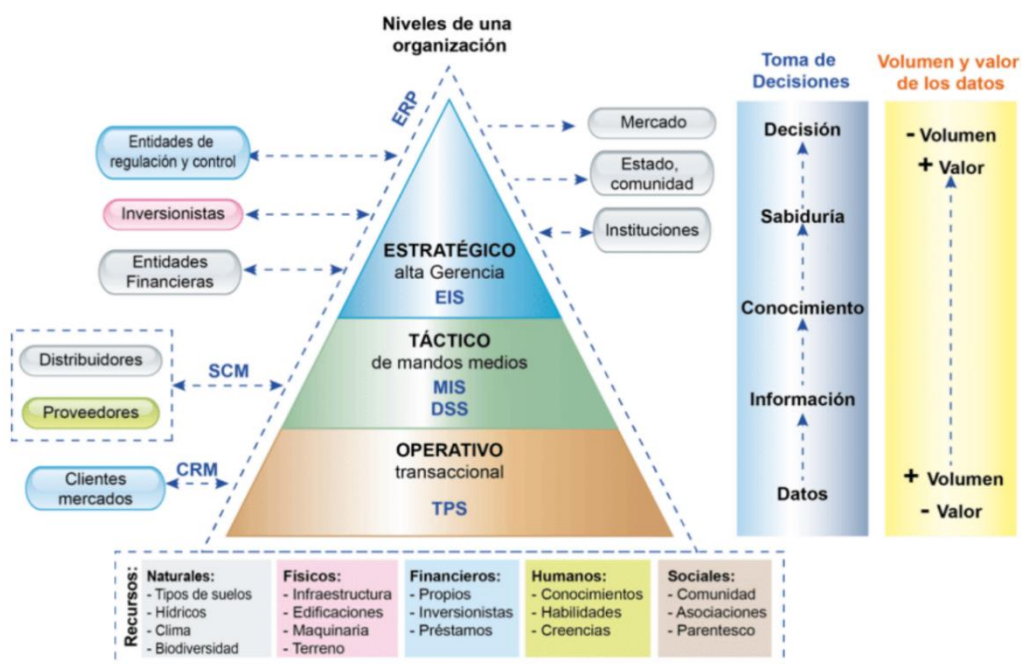 Niveles de una
organización
ERP
Entidades de
regulación y control
Inversionistas
Entidades
Financieras
Distribuidores
Proveedores
SCM
Clientes
mercados
CRM
ESTRATÉGICO
alta Gerencia
EIS
TÁCTICO
de mandos medios
MIS
DSS
OPERATIVO
transaccional
TPS
Mercado
Estado,
comunidad
Instituciones
Toma de
Decisiones
Decisión
Sabiduría
Conocimiento
Información
Datos
Volumen y valor
de los datos
- Volumen
+ Valor
+ Volumen
- Valor
Recursos:
Naturales:
- Tipos de suelos
- Hídricos
- Clima
- Biodiversidad
Físicos:
- Infraestructura
- Edificaciones
- Maquinaria
- Terreno
Financieros:
- Propios
- Inversionistas
- Préstamos
Humanos:
- Conocimientos
- Habilidades
- Creencias
Sociales:
- Comunidad
- Asociaciones
- Parentesco